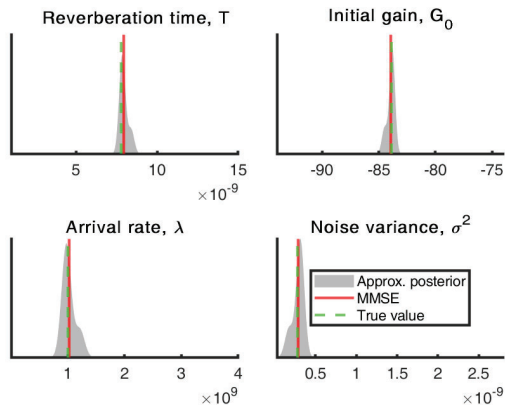 Reverberation time, T
Initial gain, G₀
5 10 15
×10⁻⁹
-90 -85 -80 -75
Arrival rate, λ
Noise variance, σ²
Approx. posterior
MMSE
True value
1 2 3 4
×10⁹
0.5 1 1.5 2 2.5
×10⁻⁹